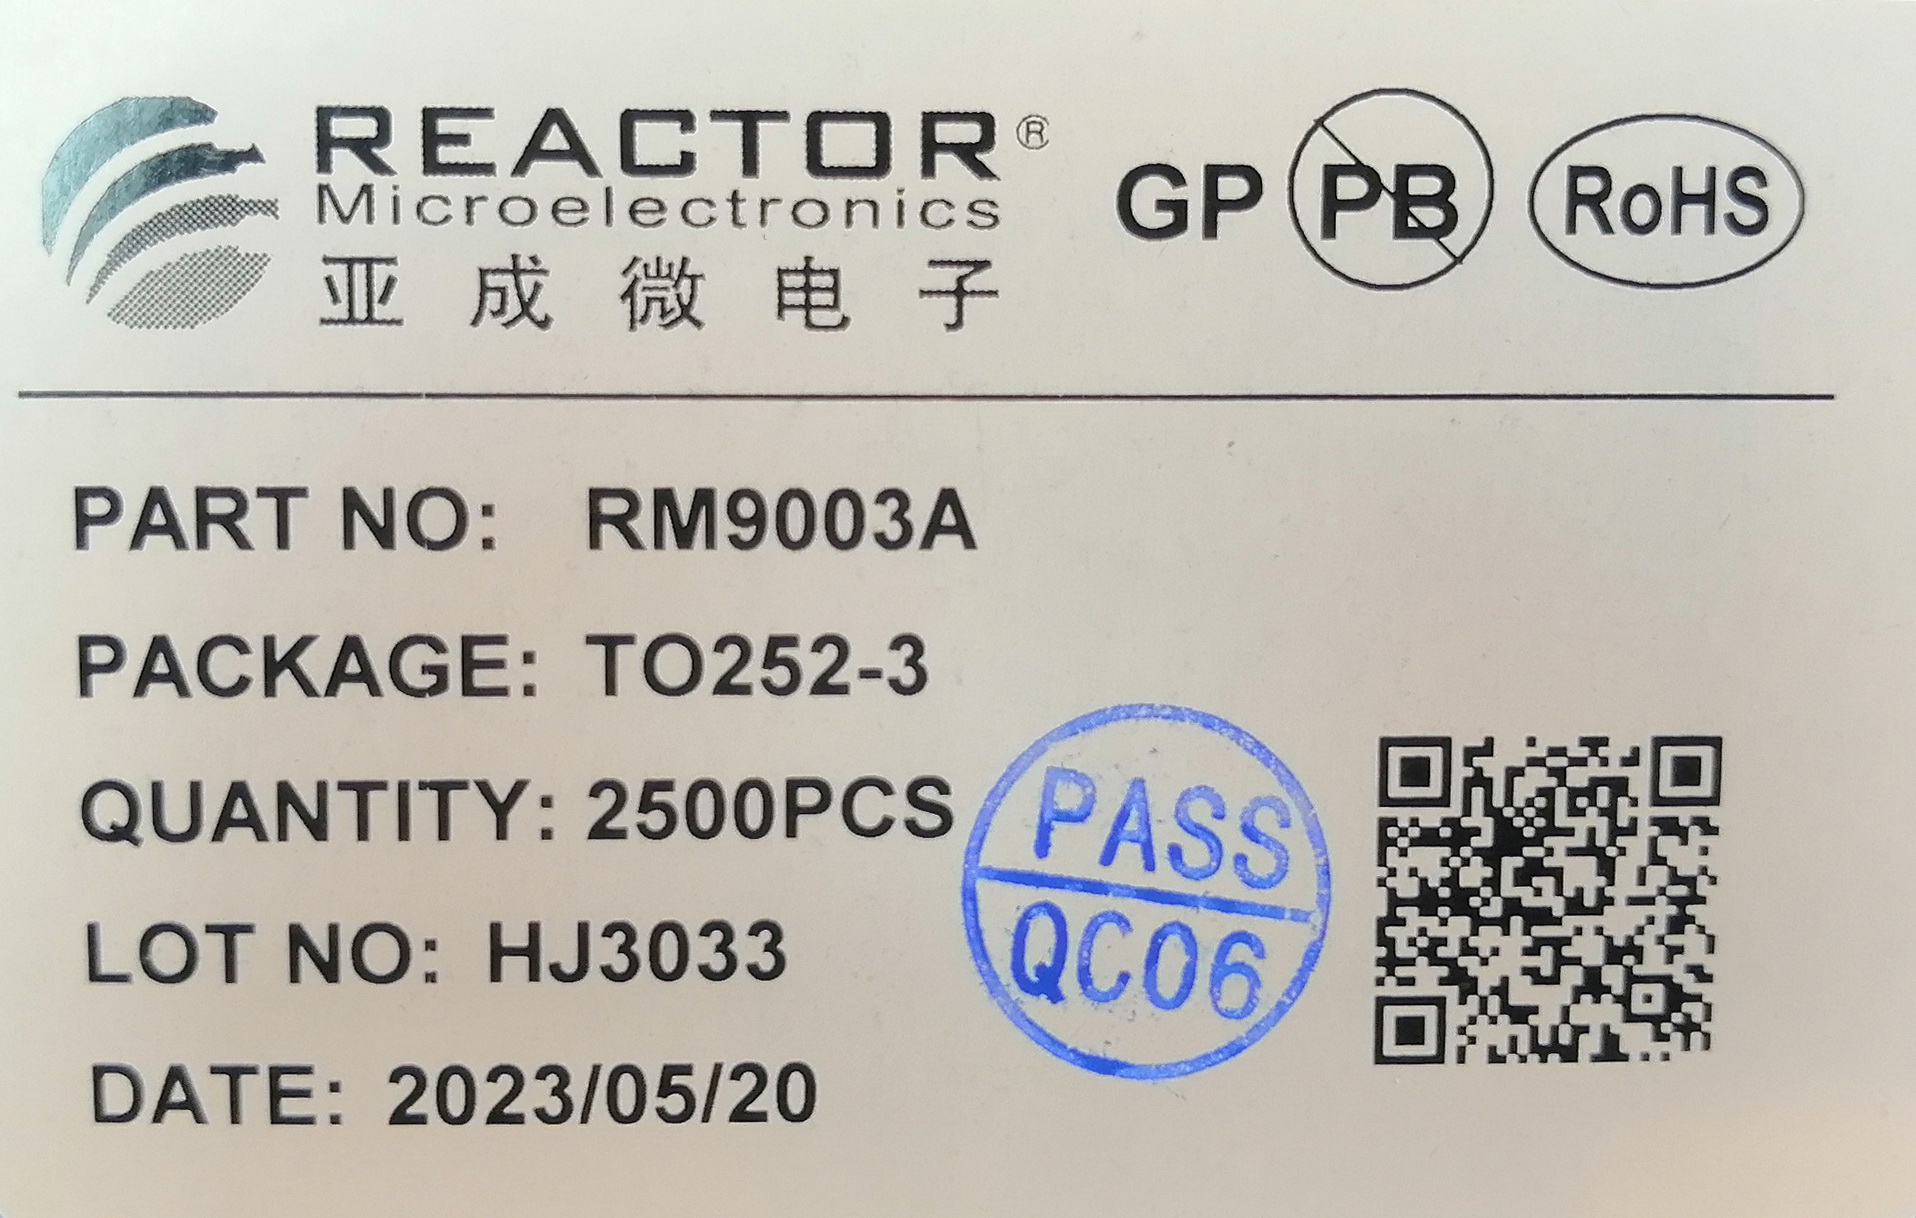 REACTOR®
Microelectronics
亚成微电子
GP PB RoHS
PART NO: RM9003A
PACKAGE: TO252-3
QUANTITY: 2500PCS
LOT NO: HJ3033
DATE: 2023/05/20
PASS
QC06